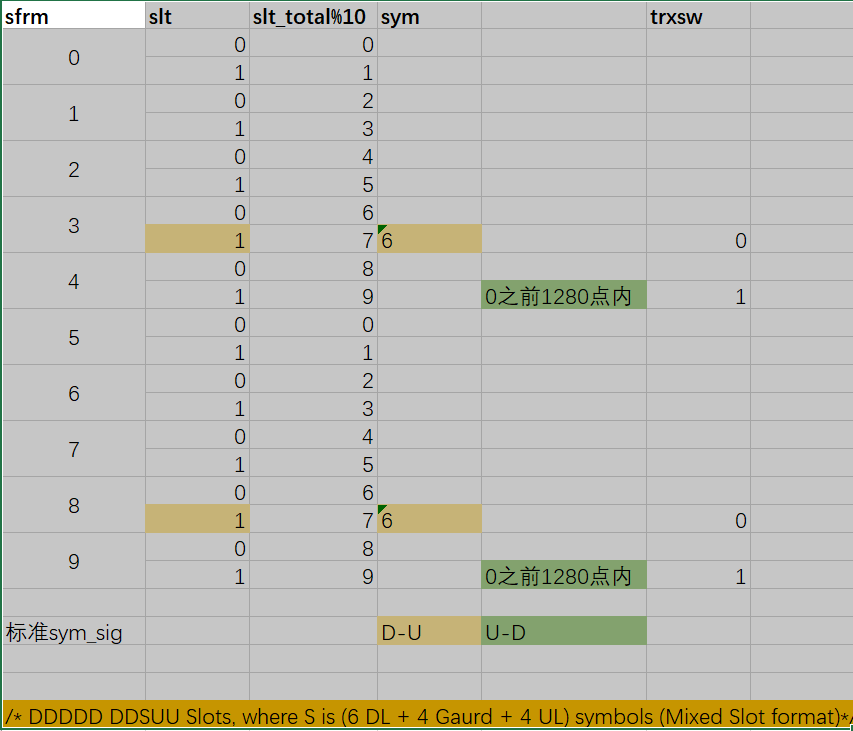 sfrm slt slt_total%10 sym trxsw
0 0 0
1 1
1 0 2
1 3
2 0 4
1 5
3 0 6
1 7 6 0
4 0 8
1 9 0之前1280点内 1
5 0 0
1 1
6 0 2
1 3
7 0 4
1 5
8 0 6
1 7 6 0
9 0 8
1 9 0之前1280点内 1
标准sym_sig D-U U-D
/* DDDDD DDSUU Slots, where S is (6 DL + 4 Gaurd + 4 UL) symbols (Mixed Slot format)*/